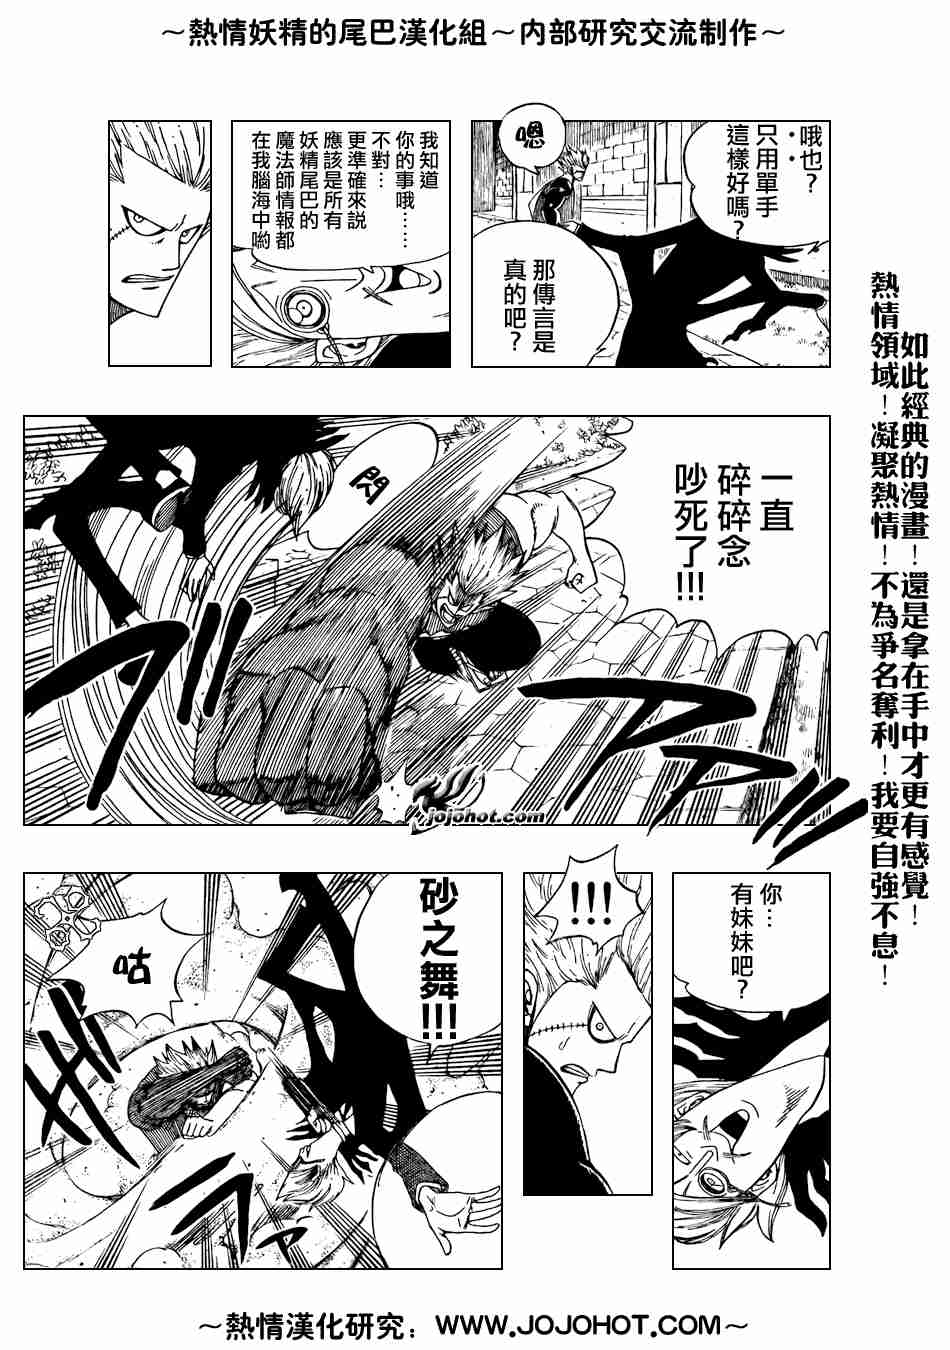 ～熱情妖精的尾巴漢化組～内部研究交流制作～
哦也？
只用單手
這樣好嗎？
嗯
那傳言是
真的吧？
我知道
你的事哦……
不對…
更準確來說
應該是所有
妖精尾巴的
魔法師情報都
在我腦海中喲
一直
碎碎念
吵死了!!!
閃
ブン
ドドド
jojohot.com
你…
有妹妹吧？
!!!
砂之舞!!!
咕
如此經典的漫畫！還是拿在手中才更有感覺！
熱情領域！凝聚熱情！不為爭名奪利！我要自強不息！
～熱情漢化研究：WWW.JOJOHOT.COM～